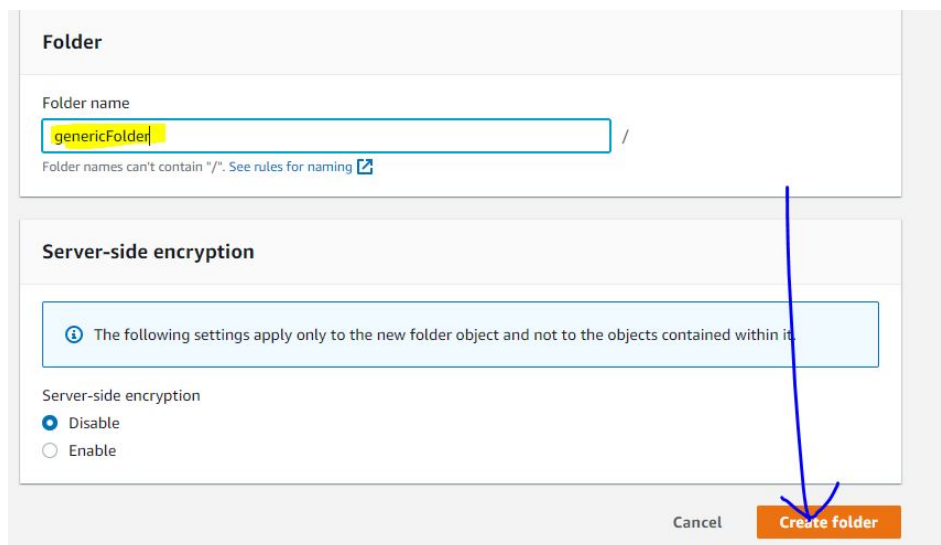 Folder
Folder name
genericFolder
/
Folder names can't contain "/". See rules for naming
Server-side encryption
The following settings apply only to the new folder object and not to the objects contained within it.
Server-side encryption
Disable
Enable
Cancel
Create folder